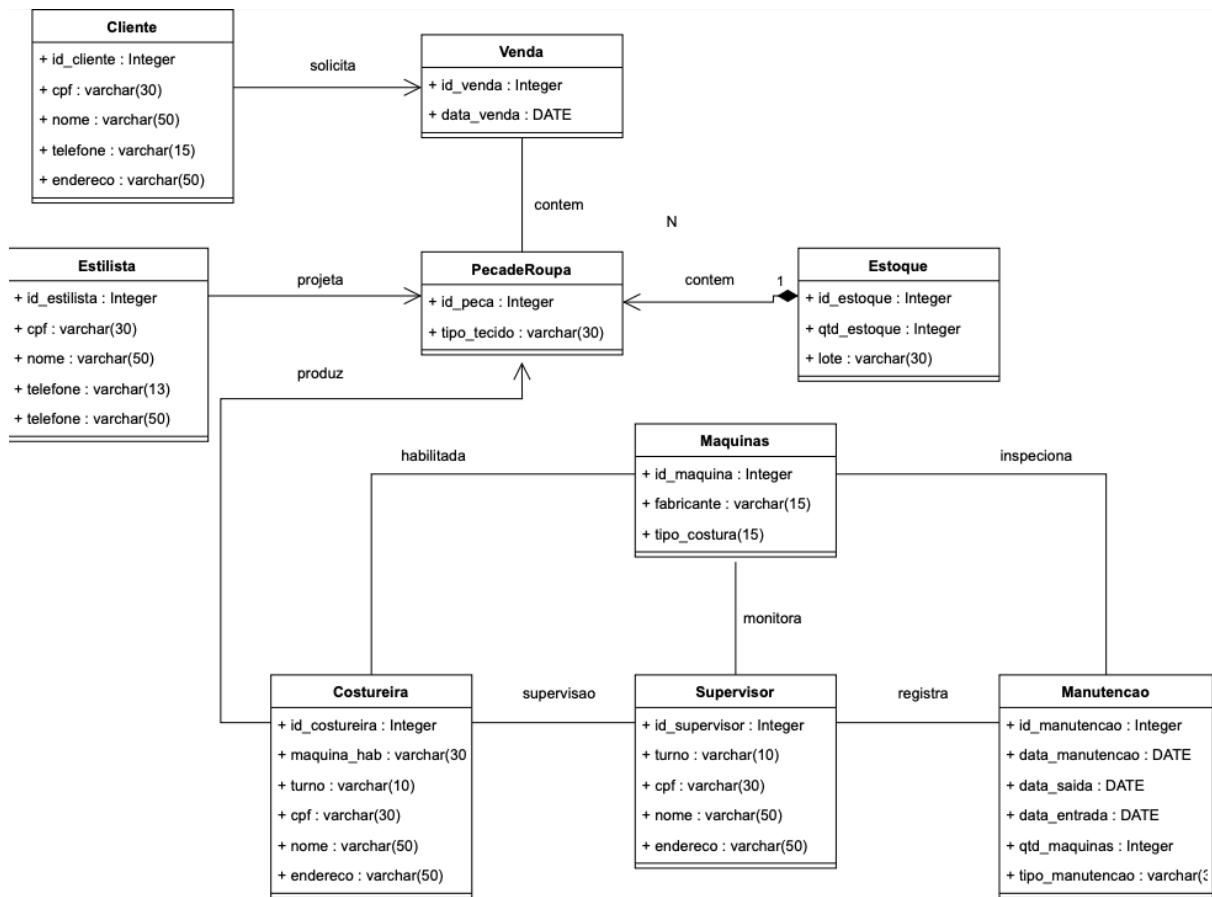 Cliente
+ id_cliente : Integer
+ cpf : varchar(30)
+ nome : varchar(50)
+ telefone : varchar(15)
+ endereco : varchar(50)
solicita
Venda
+ id_venda : Integer
+ data_venda : DATE
contem
N
Estilista
+ id_estilista : Integer
+ cpf : varchar(30)
+ nome : varchar(50)
+ telefone : varchar(13)
+ telefone : varchar(50)
projeta
PecadeRoupa
+ id_peca : Integer
+ tipo_tecido : varchar(30)
contem
1
Estoque
+ id_estoque : Integer
+ qtd_estoque : Integer
+ lote : varchar(30)
produz
habilitada
Maquinas
+ id_maquina : Integer
+ fabricante : varchar(15)
+ tipo_costura(15)
inspeciona
monitora
Costureira
+ id_costureira : Integer
+ maquina_hab : varchar(30
+ turno : varchar(10)
+ cpf : varchar(30)
+ nome : varchar(50)
+ endereco : varchar(50)
supervisao
Supervisor
+ id_supervisor : Integer
+ turno : varchar(10)
+ cpf : varchar(30)
+ nome : varchar(50)
+ endereco : varchar(50)
registra
Manutencao
+ id_manutencao : Integer
+ data_manutencao : DATE
+ data_saida : DATE
+ data_entrada : DATE
+ qtd_maquinas : Integer
+ tipo_manutencao : varchar(3